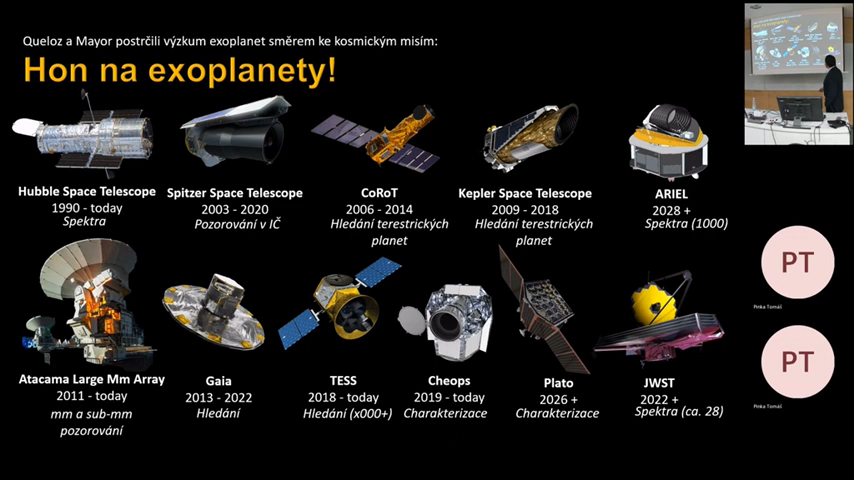 Queloz a Mayor postrčili výzkum exoplanet směrem ke kosmickým misím:
Hon na exoplanety!
Hubble Space Telescope
1990 - today
Spektra
Spitzer Space Telescope
2003 - 2020
Pozorování v IČ
CoRoT
2006 - 2014
Hledání terestrických
planet
Kepler Space Telescope
2009 - 2018
Hledání terestrických
planet
ARIEL
2028 +
Spektra (1000)
Atacama Large Mm Array
2011 - today
mm a sub-mm
pozorování
Gaia
2013 - 2022
Hledání
TESS
2018 - today
Hledání (x000+)
Cheops
2019 - today
Charakterizace
Plato
2026 +
Charakterizace
JWST
2022 +
Spektra (ca. 28)
PT
Pinka Tomáš
PT
Pinka Tomáš